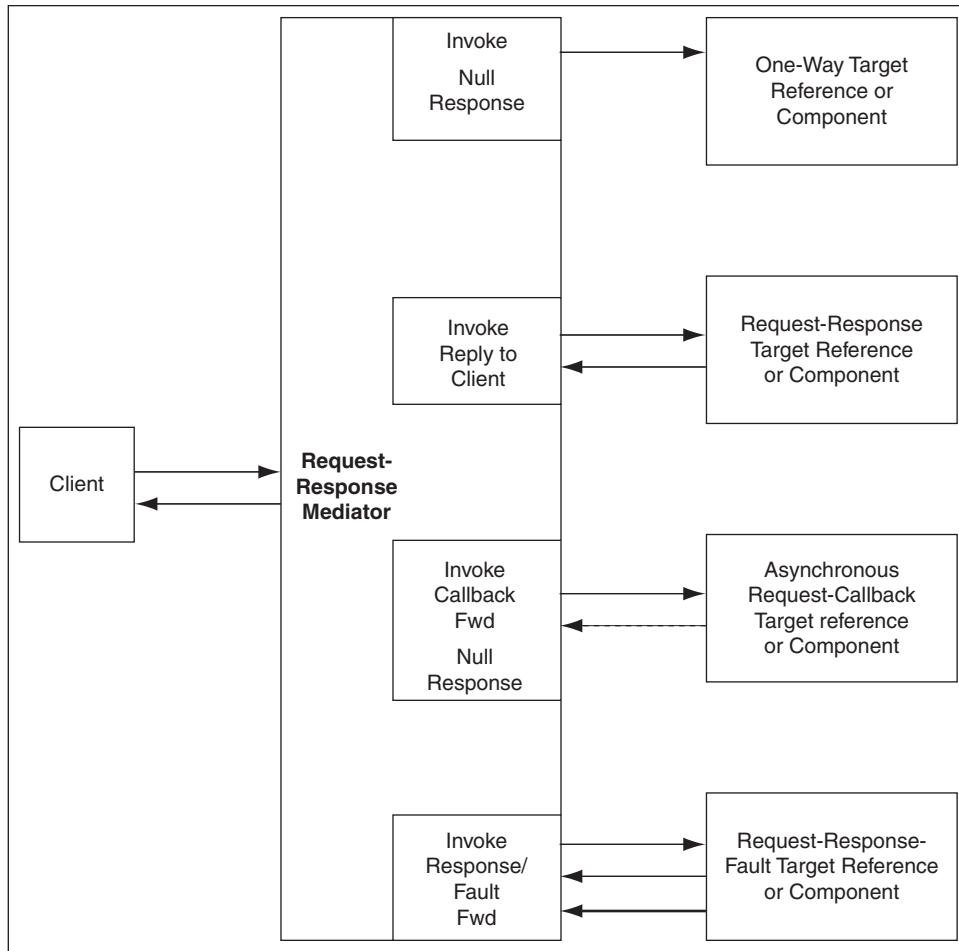 Invoke
Null
Response
One-Way Target
Reference or
Component
Invoke
Reply to
Client
Request-Response
Target Reference
or Component
Client
Request-
Response
Mediator
Invoke
Callback
Fwd
Null
Response
Asynchronous
Request-Callback
Target reference
or Component
Invoke
Response/
Fault
Fwd
Request-Response-
Fault Target Reference
or Component